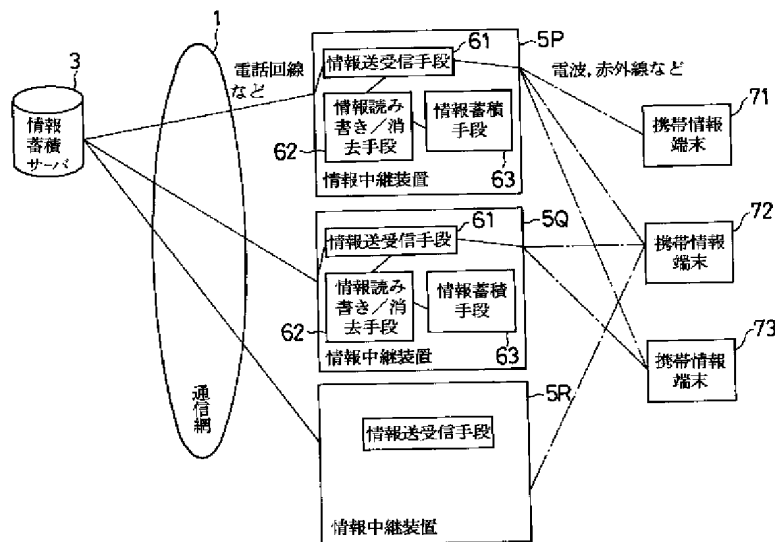 3
情報
蓄積
サーバ
1
通信網
電話回線
など
5P
61
情報送受信手段
情報読み
書き/消
去手段
情報蓄積
手段
62
63
情報中継装置
5Q
61
情報送受信手段
情報読み
書き/消
去手段
情報蓄積
手段
62
63
情報中継装置
5R
情報送受信手段
情報中継装置
電波,赤外線など
71
携帯情報
端末
72
携帯情報
端末
73
携帯情報
端末